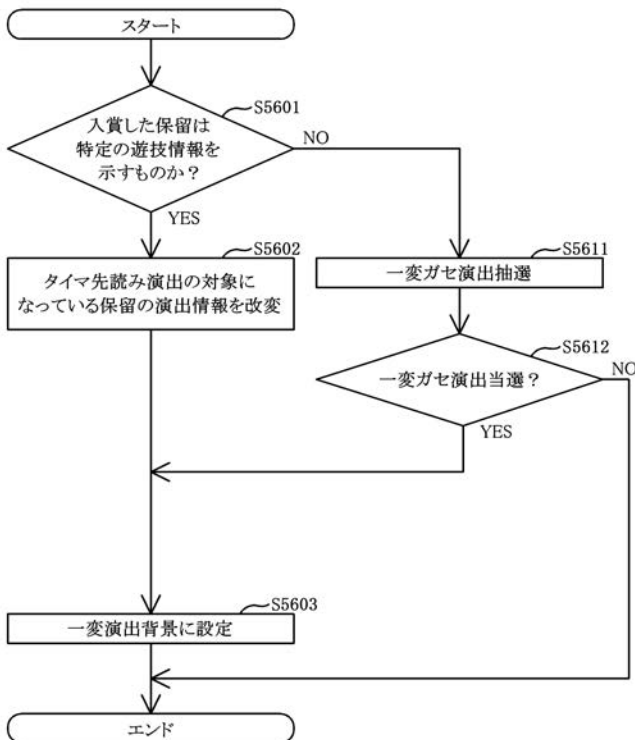 スタート
S5601
入賞した保留は
特定の遊技情報を
示すものか？
NO
YES
S5602
タイマ先読み演出の対象に
なっている保留の演出情報を改変
S5611
一変ガセ演出抽選
S5612
一変ガセ演出当選？
NO
YES
S5603
一変演出背景に設定
エンド